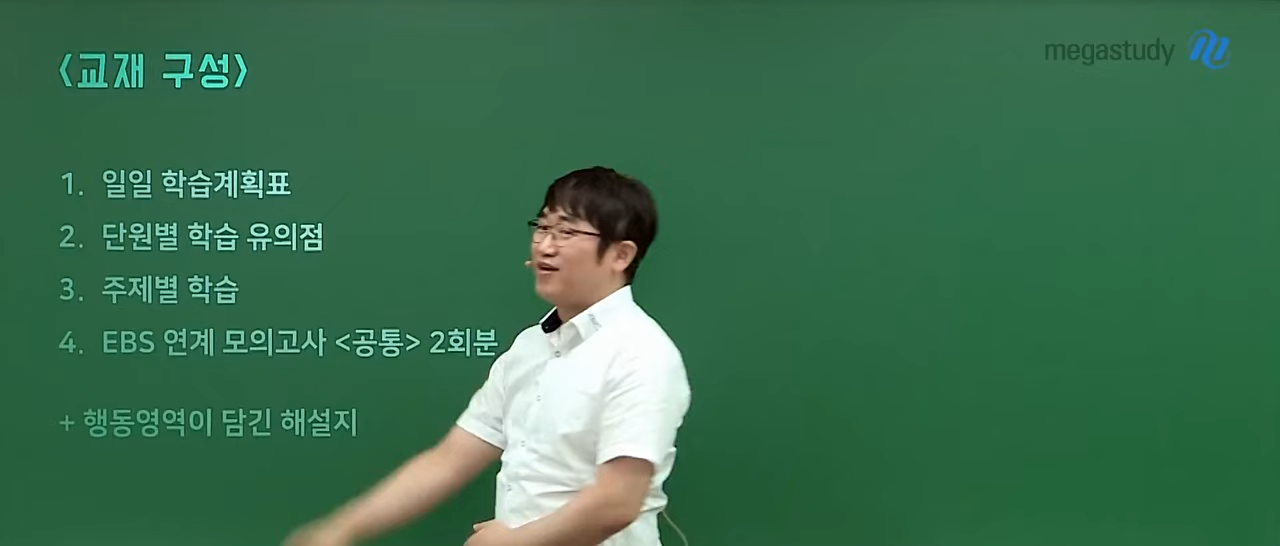 <교재 구성>
megastudy
1. 일일 학습계획표
2. 단원별 학습 유의점
3. 주제별 학습
4. EBS 연계 모의고사 <공통> 2회분
+ 행동영역이 담긴 해설지